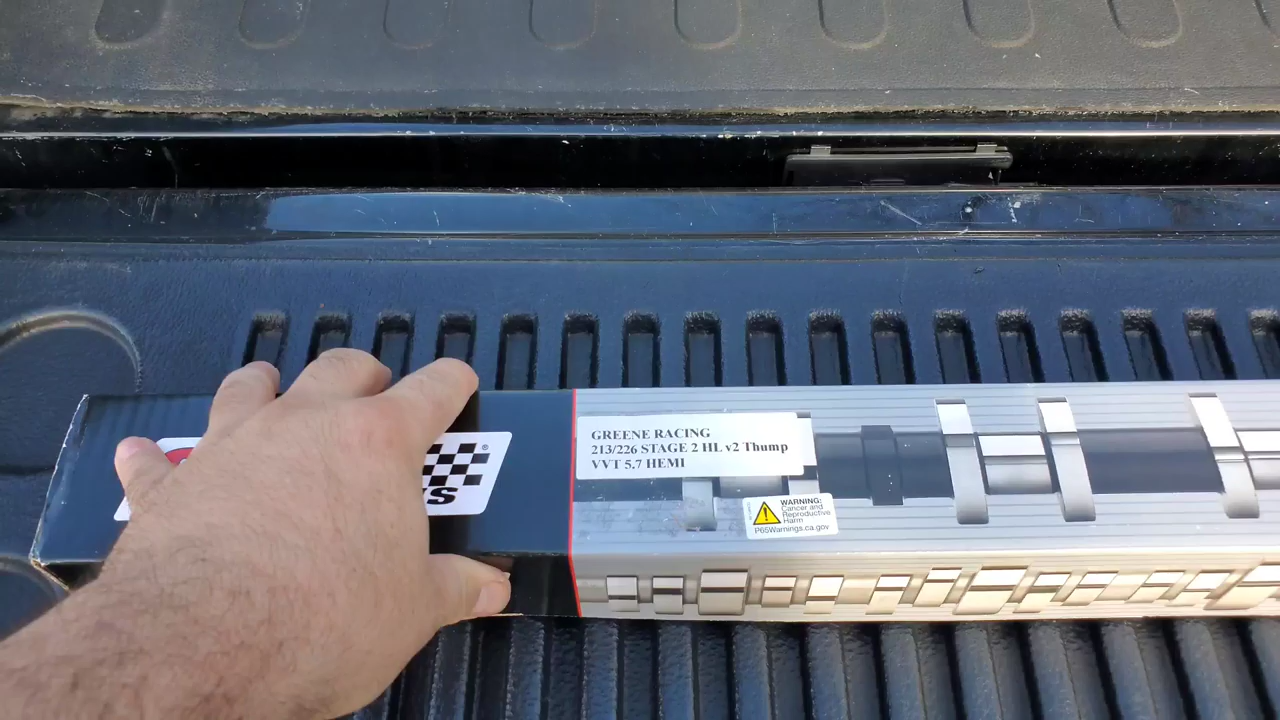 GREENE RACING
213/226 STAGE 2 HL v2 Thump
VVT 5.7 HEMI
WARNING:
Cancer and
Reproductive
Harm
P65Warnings.ca.gov